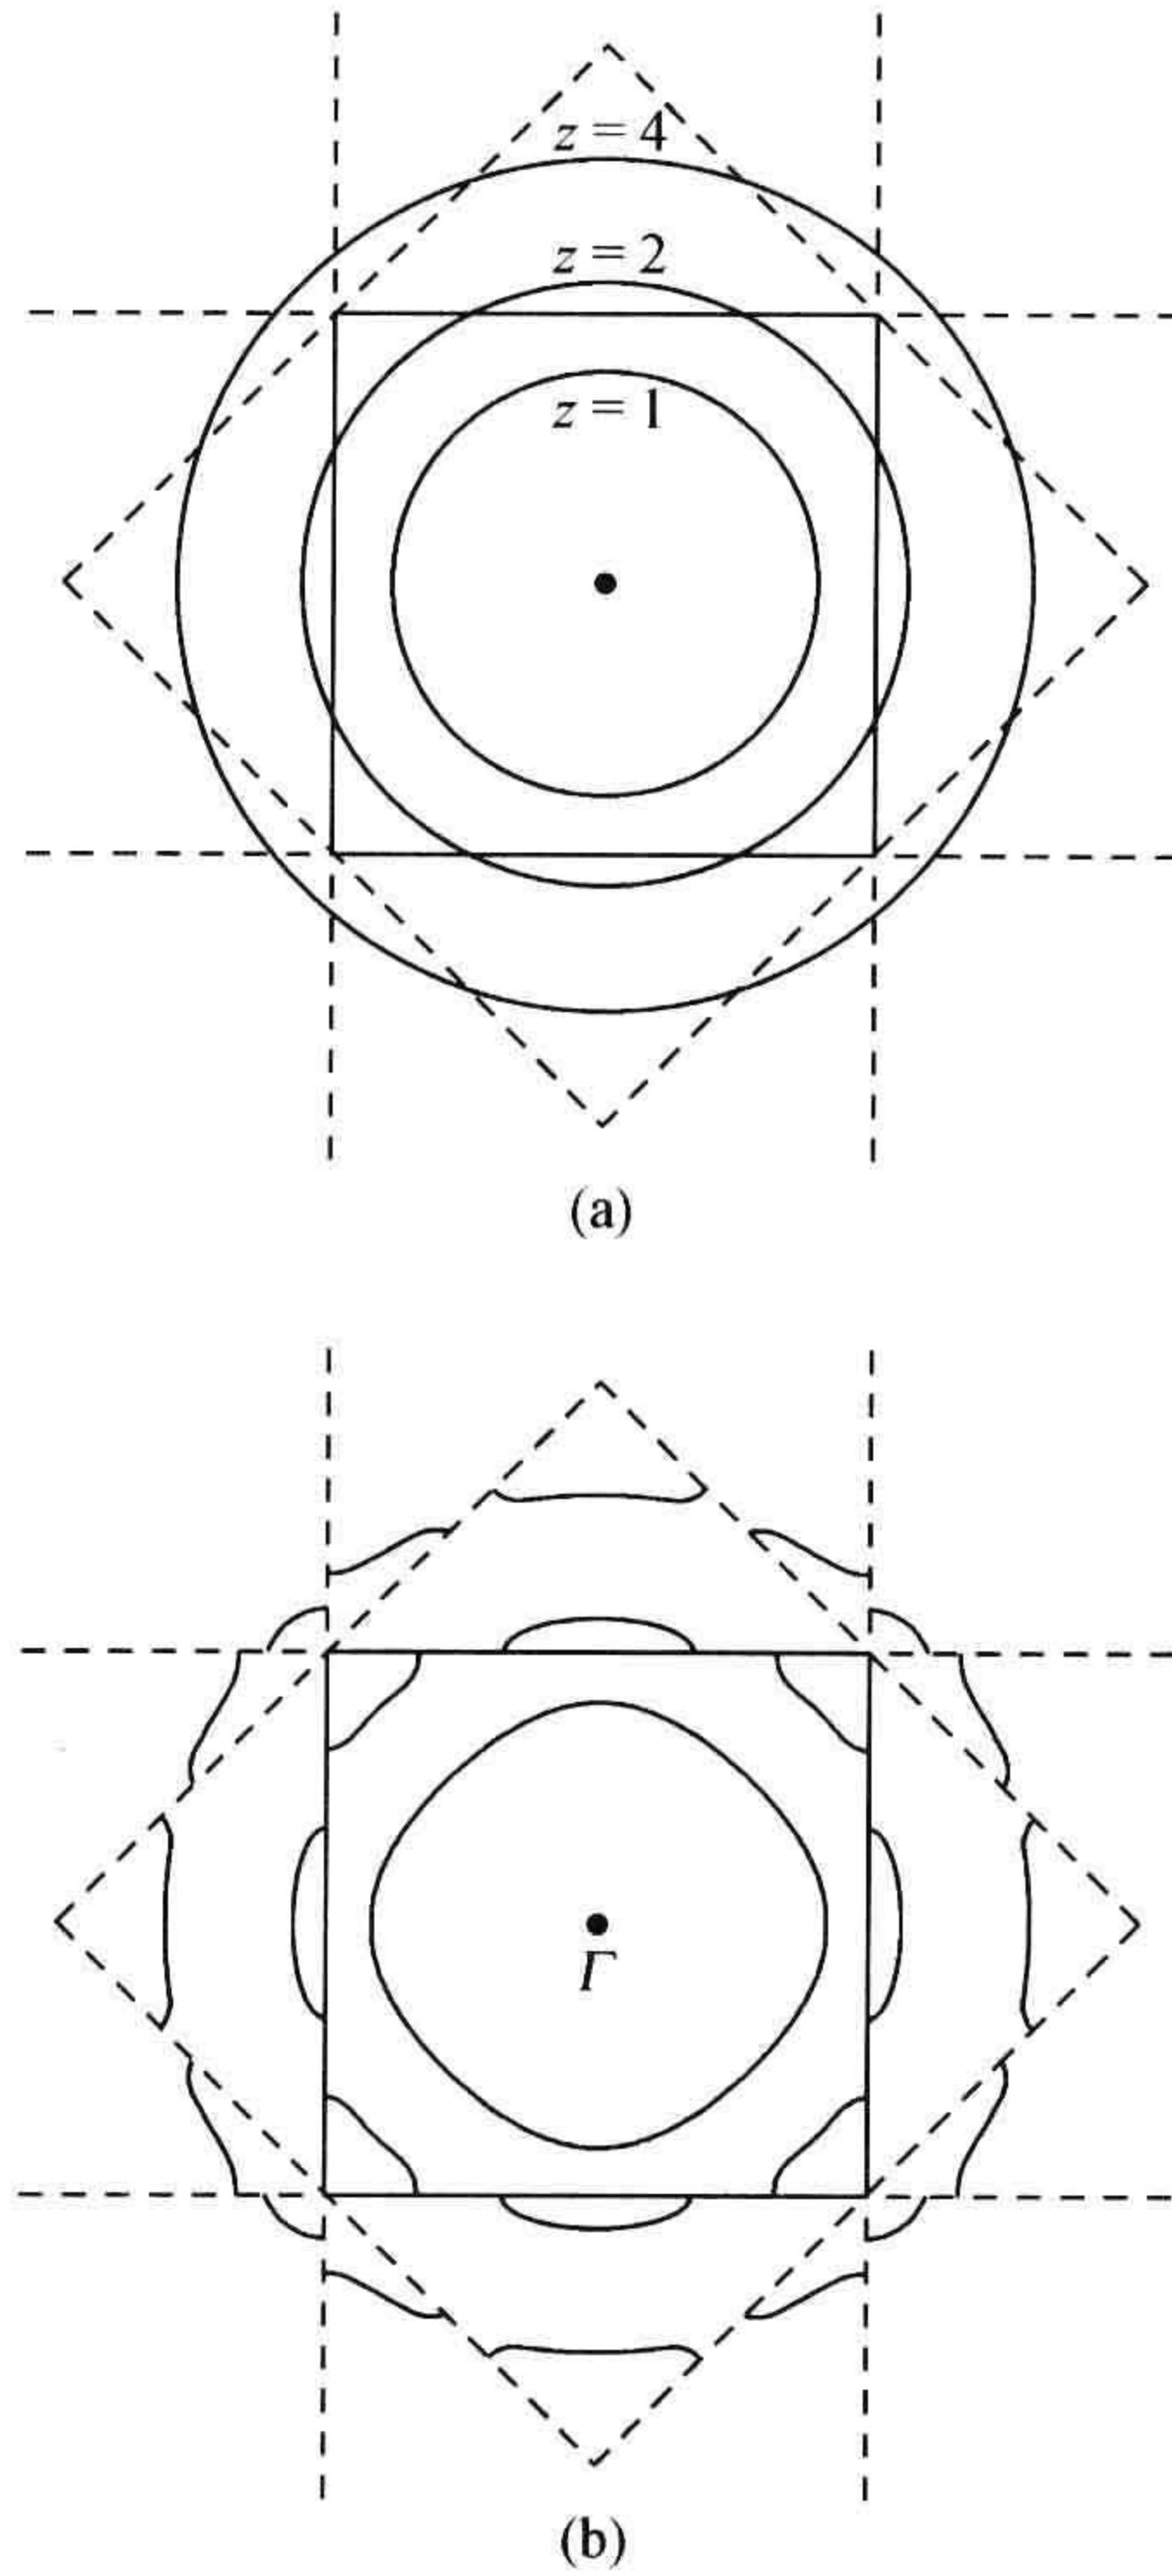 z = 4
z = 2
z = 1
(a)
Γ
(b)